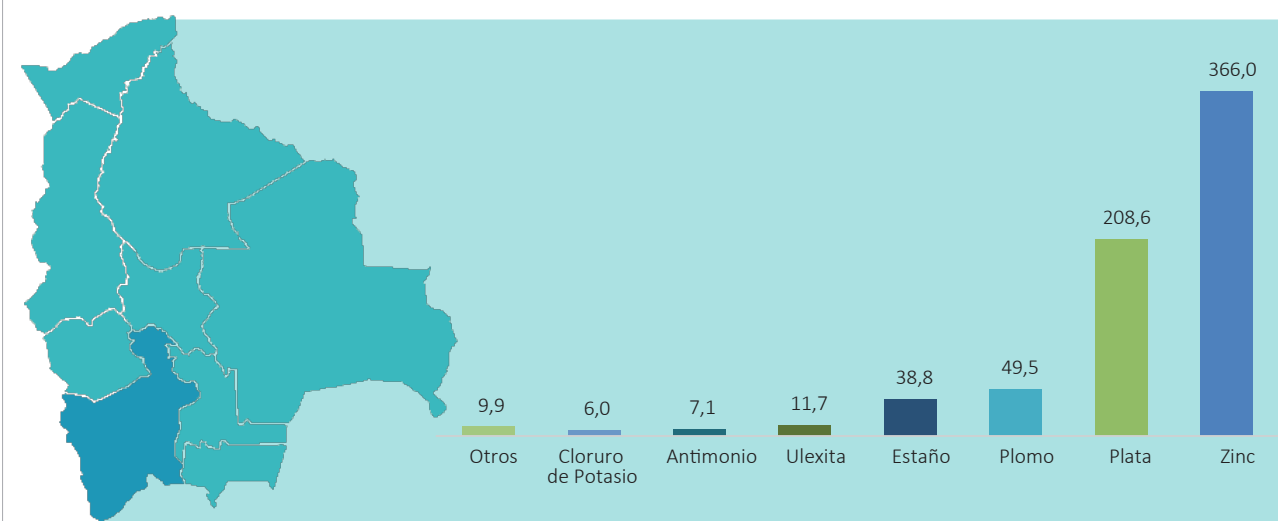 366,0
208,6
49,5
38,8
11,7
9,9
6,0
7,1
Otros
Cloruro
de Potasio
Antimonio
Ulexita
Estaño
Plomo
Plata
Zinc